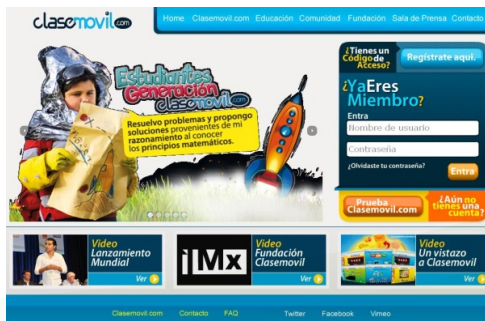 clasemovil.com
Home Clasemovil.com Educación Comunidad Fundación Sala de Prensa Contacto
Estudiantes
Generación
clasemovil.com
Resuelvo problemas y propongo
soluciones provenientes de mi
razonamiento al conocer
los principios matemáticos.
¿Tienes un
Código de
Acceso?
Regístrate aquí.
¿Ya Eres
Miembro?
Entra
Nombre de usuario
Contraseña
¿Olvidaste tu contraseña?
Entra
Prueba
Clasemovil.com
¿Aún no
tienes una
cuenta?
Video
Lanzamiento
Mundial
Ver
iMx
Video
Fundación
Clasemovil
Ver
Video
Un vistazo
a Clasemovil
Ver
Clasemovil.com Contacto FAQ Twitter Facebook Vimeo